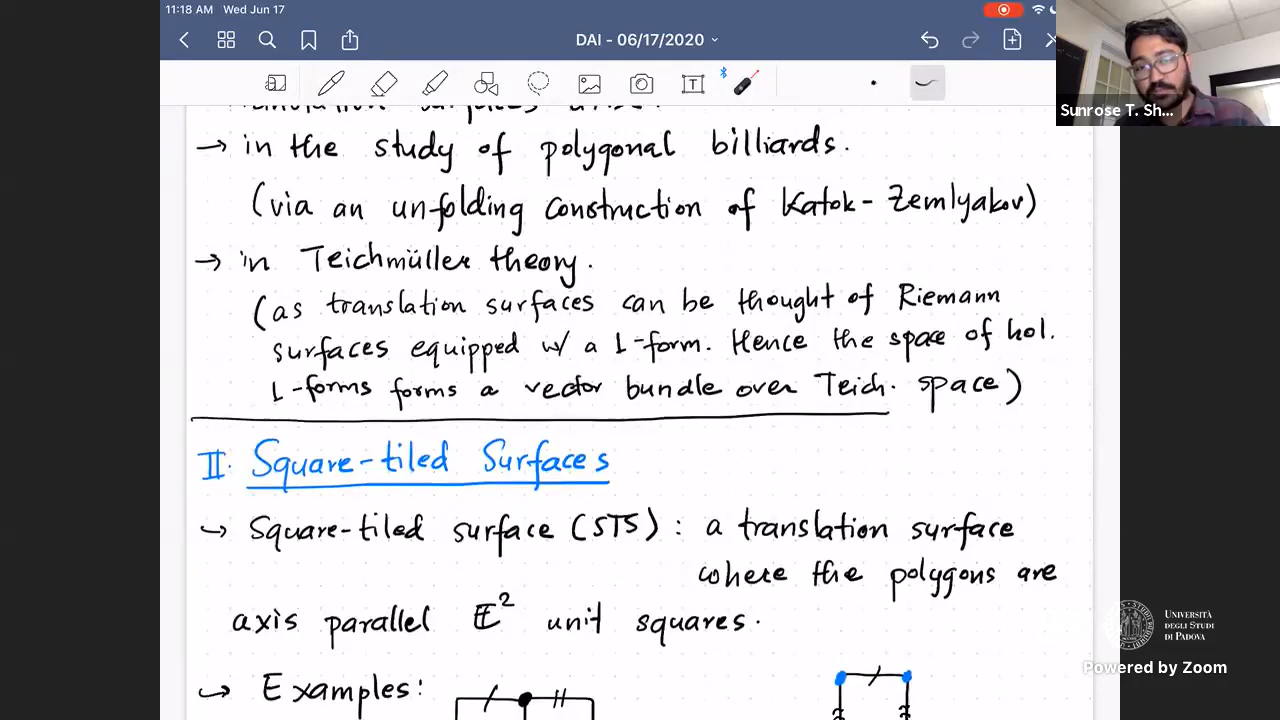 11:18 AM Wed Jun 17
DAI - 06/17/2020
T
Sunrose T. Sh...
→ in the study of polygonal billiards.
(via an unfolding construction of Katok-Zemlyakov)
→ in Teichmüller theory.
(as translation surfaces can be thought of Riemann
surfaces equipped w/ a 1-form. Hence the space of hol.
1-forms forms a vector bundle over Teich. space)
II. Square-tiled Surfaces
↪ Square-tiled surface (STS): a translation surface
where the polygons are
axis parallel 𝔼² unit squares.
↪ Examples:
UNIVERSITÀ
DEGLI STUDI
DI PADOVA
Powered by Zoom